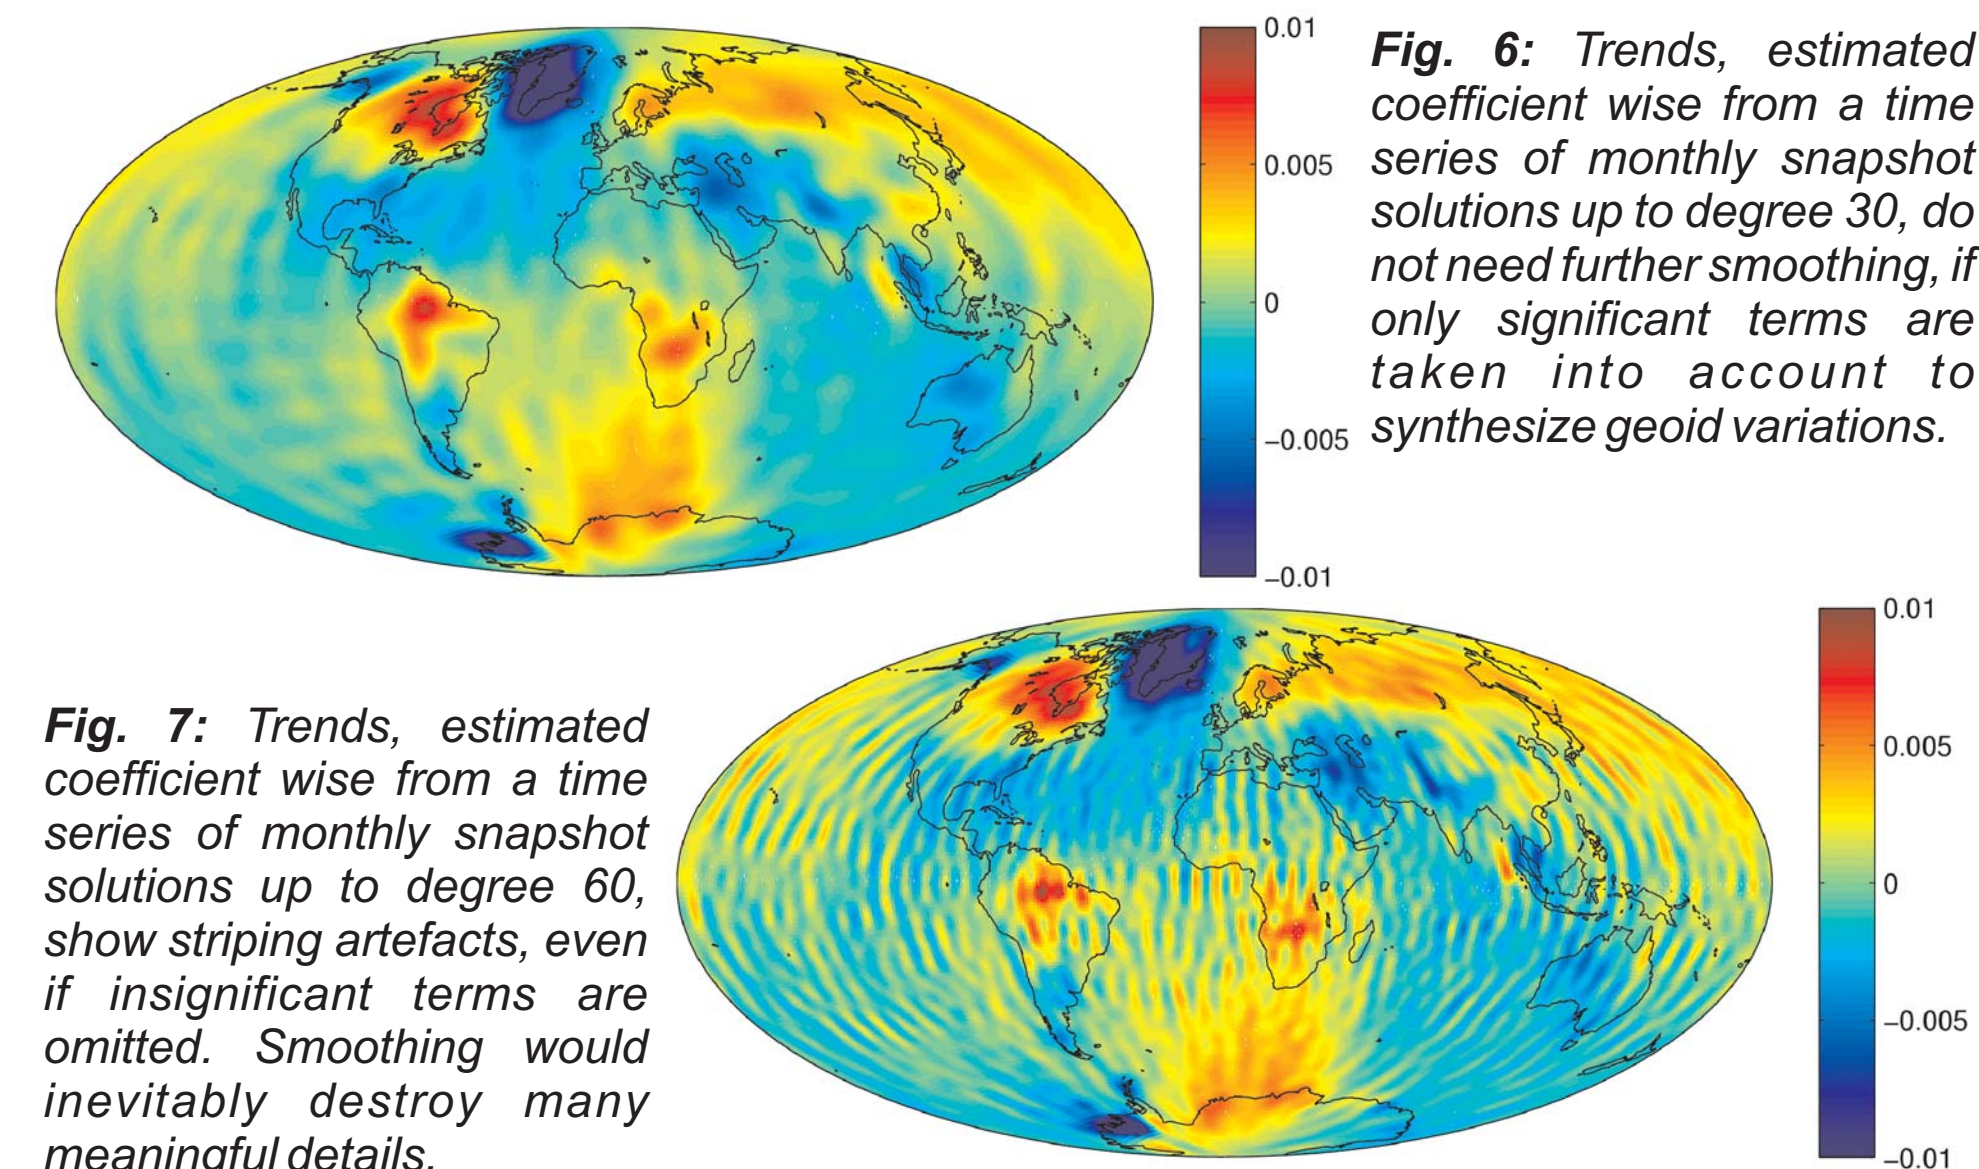 0.01
0.005
0
−0.005
−0.01
Fig. 6: Trends, estimated
coefficient wise from a time
series of monthly snapshot
solutions up to degree 30, do
not need further smoothing, if
only significant terms are
taken into account to
synthesize geoid variations.
Fig. 7: Trends, estimated
coefficient wise from a time
series of monthly snapshot
solutions up to degree 60,
show striping artefacts, even
if insignificant terms are
omitted. Smoothing would
inevitably destroy many
meaningful details.
0.01
0.005
0
−0.005
−0.01